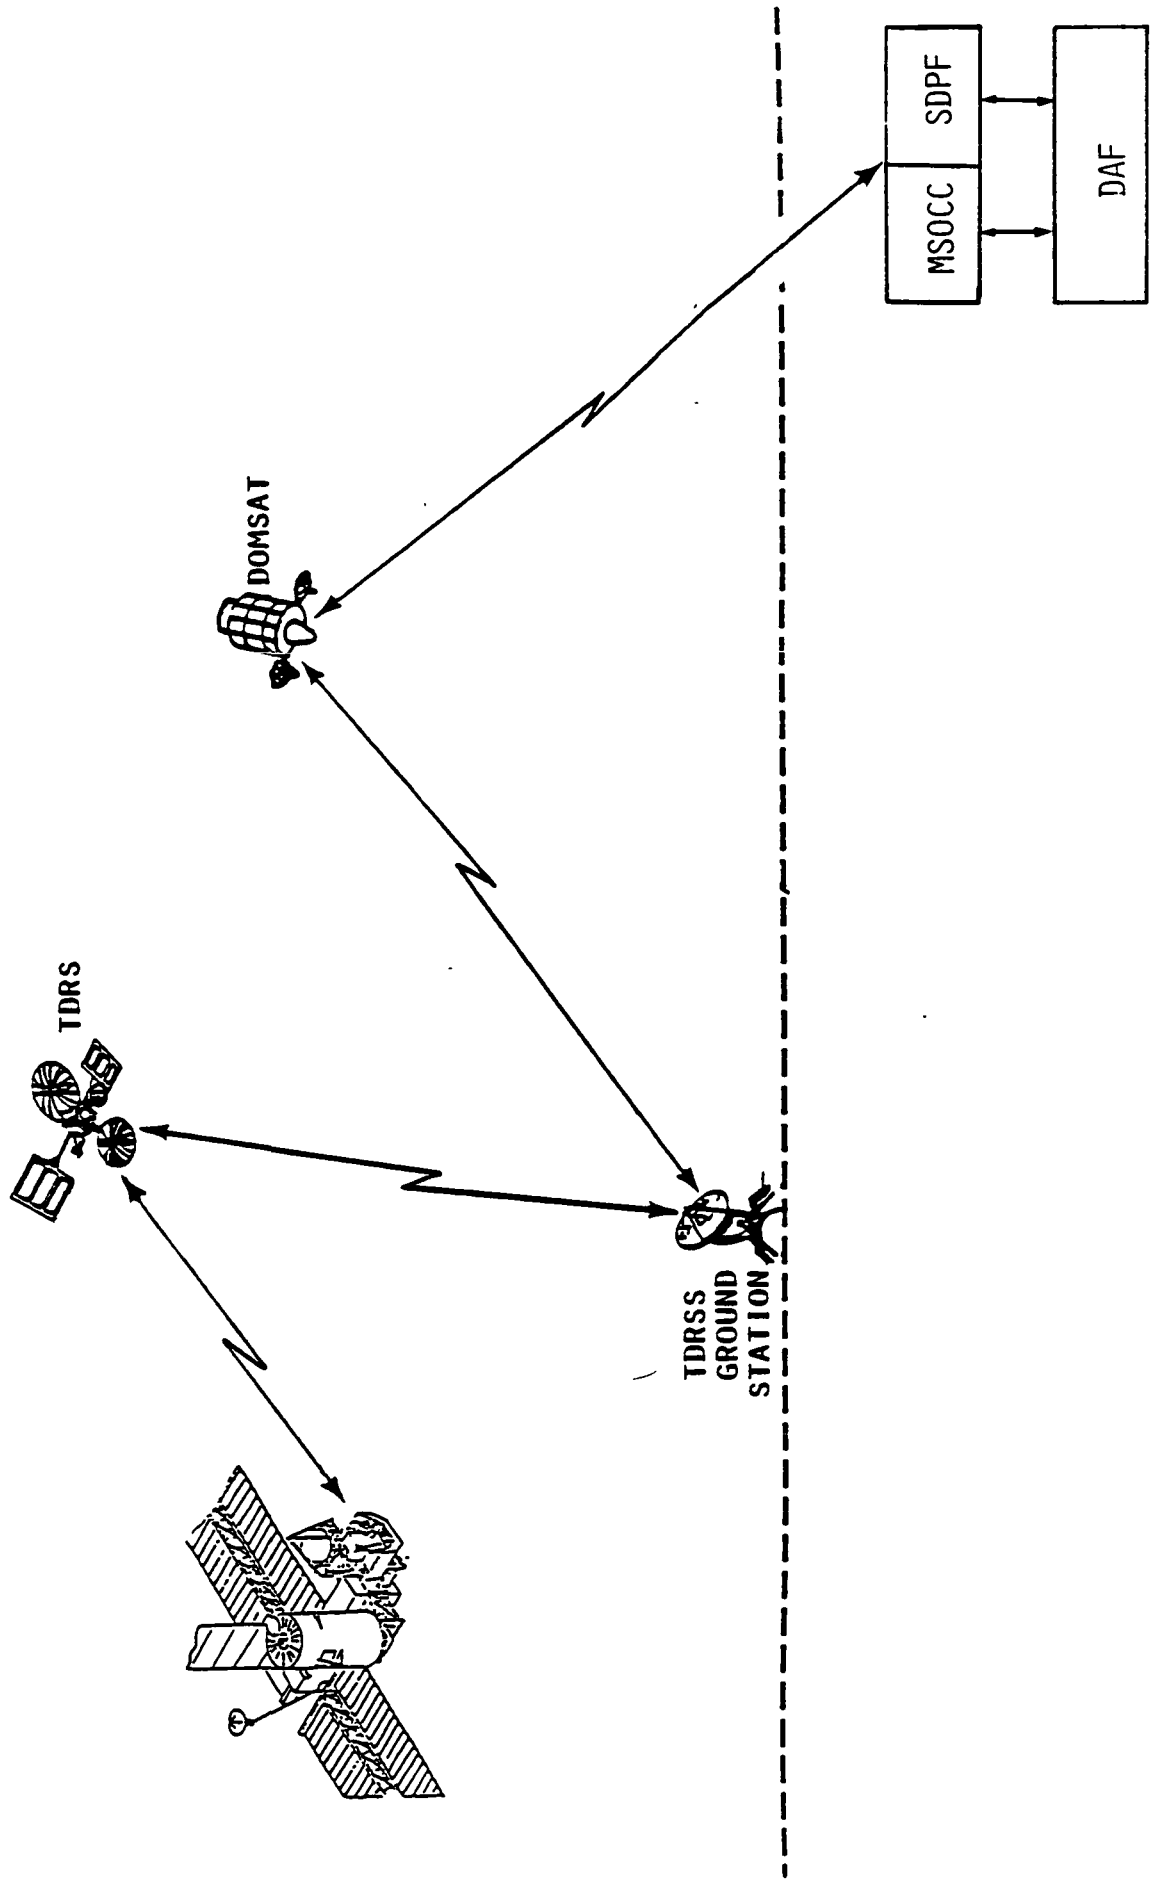 TDRS
DOMSAT
TDRSS
GROUND
STATION
MSOCC
SDPF
DAF